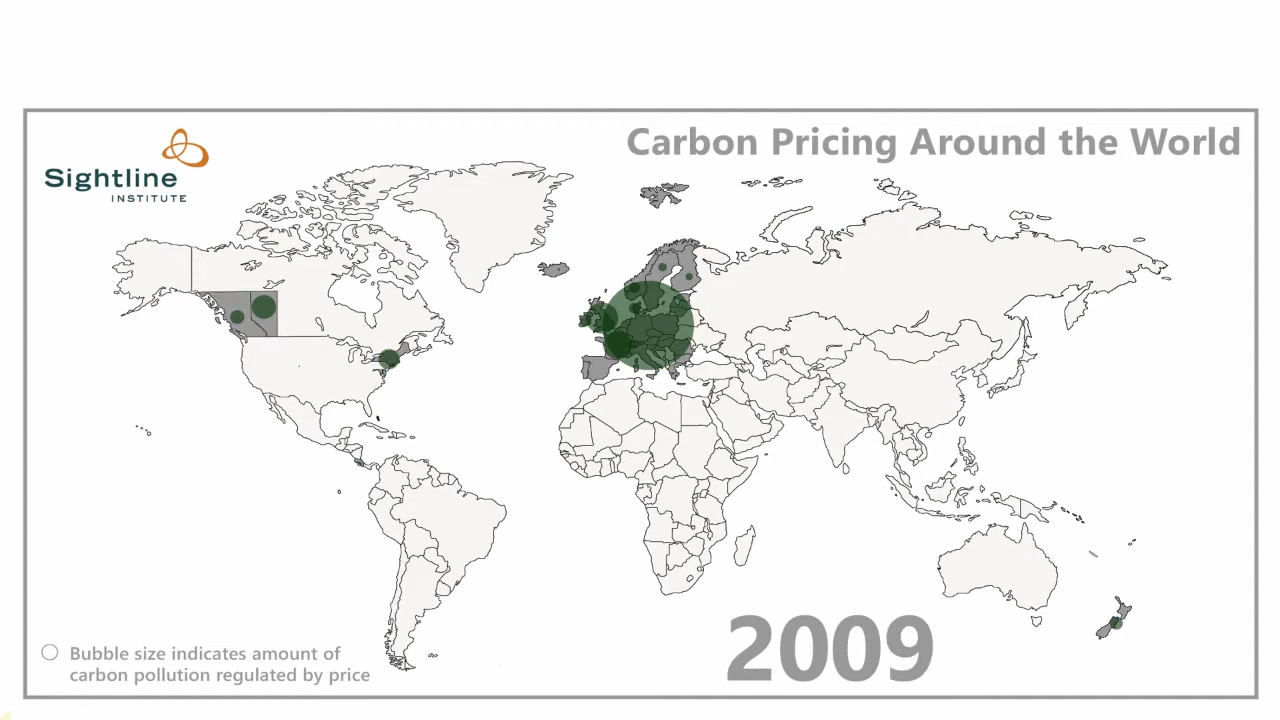 Carbon Pricing Around the World
Sightline
INSTITUTE
2009
Bubble size indicates amount of
carbon pollution regulated by price